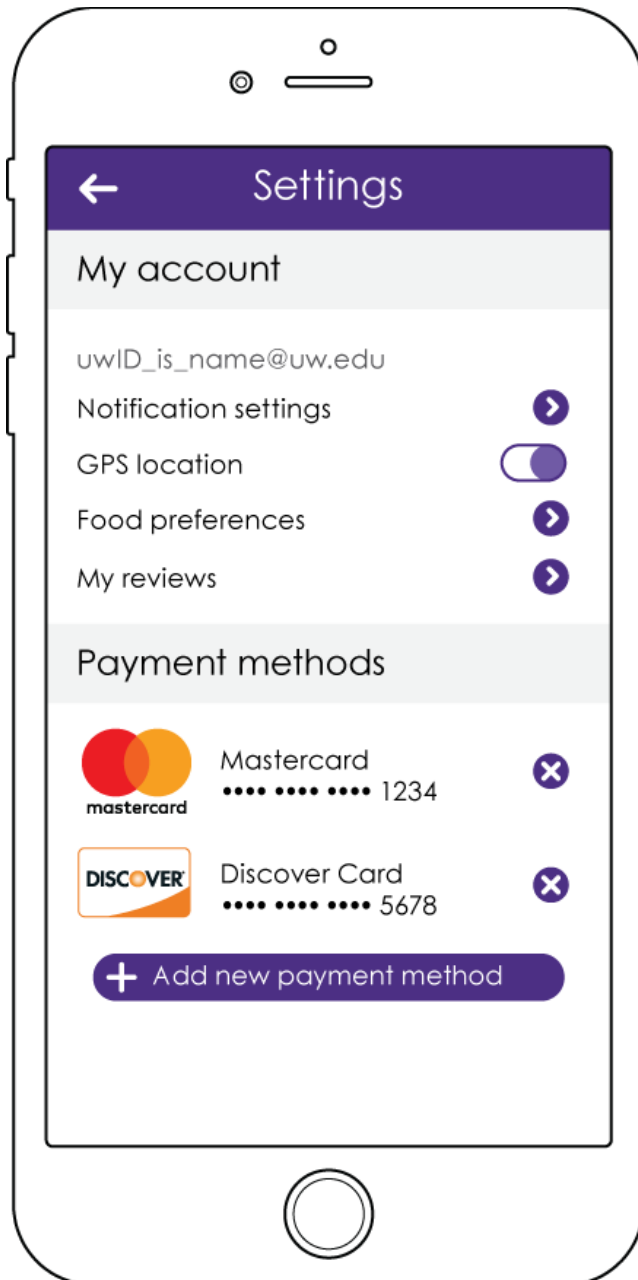 Settings
My account
uwID_is_name@uw.edu
Notification settings
GPS location
Food preferences
My reviews
Payment methods
mastercard
Mastercard
•••• •••• •••• 1234
DISCOVER
Discover Card
•••• •••• •••• 5678
Add new payment method